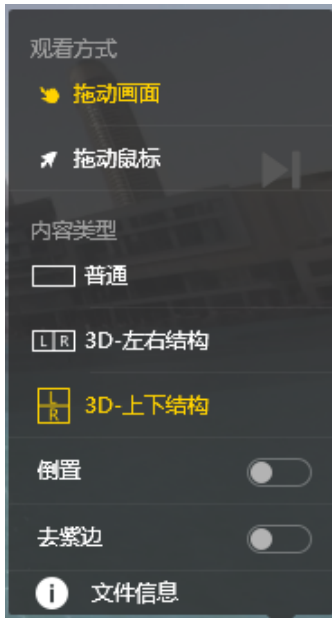 观看方式
拖动画面
拖动鼠标
内容类型
普通
L R 3D-左右结构
L R 3D-上下结构
倒置
去紫边
i 文件信息